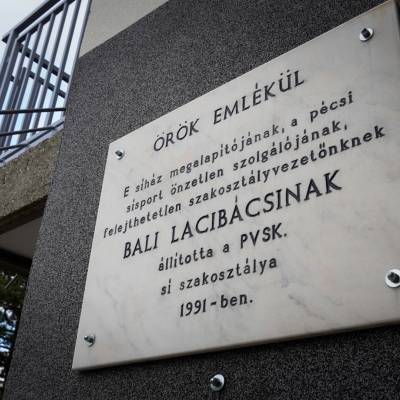 ÖRÖK EMLÉKÜL
E síház megalapítójának, a pécsi
sísport önzetlen szolgálójának,
felejthetetlen szakosztályvezetőnknek
BALI LACIBÁCSINAK
állította a PVSK.
sí szakosztálya
1991-ben.